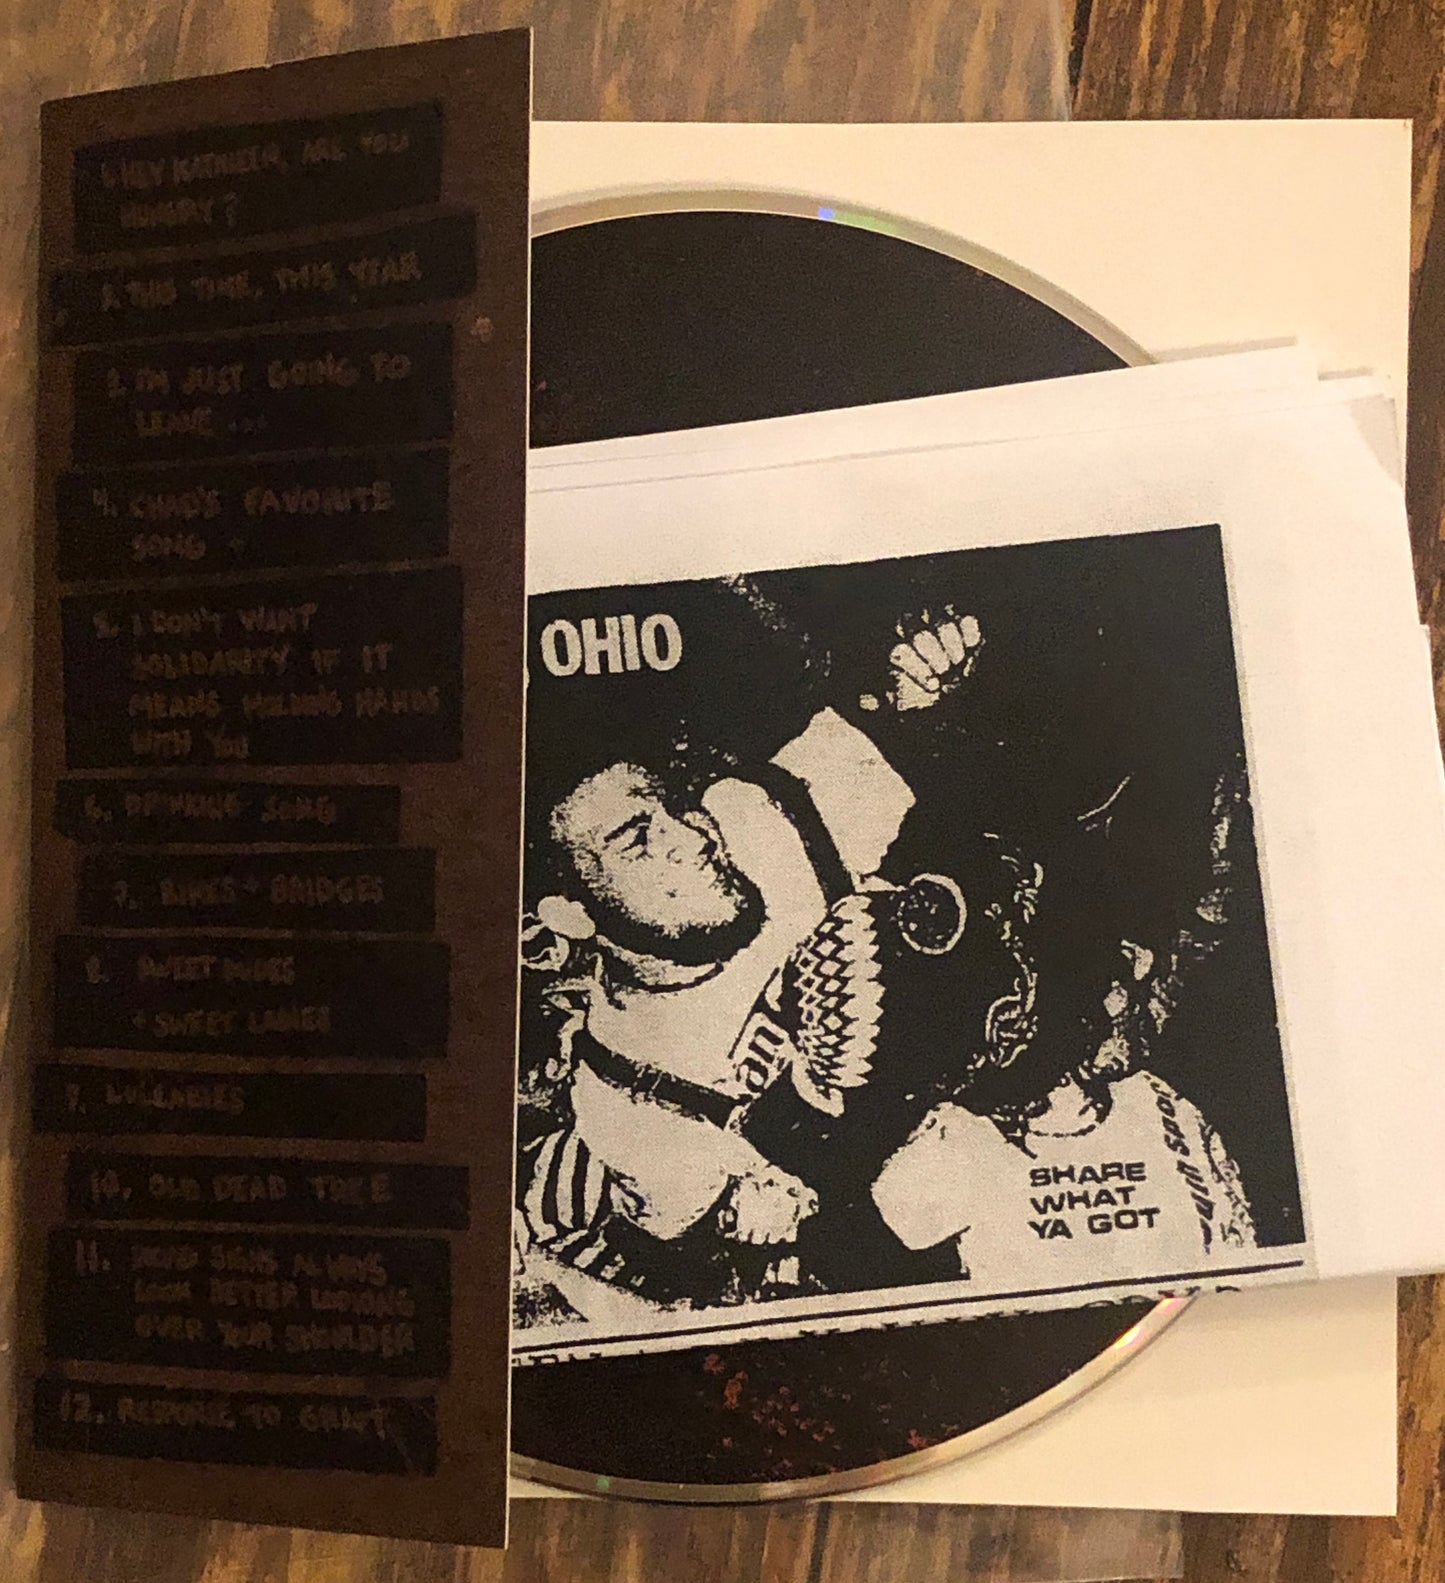 1. HEY KATHLEEN, ARE YOU
HUNGRY?
2. THIS TIME, THIS YEAR
3. I'M JUST GOING TO
LEAVE ...
4. CHAD'S FAVORITE
SONG
5. I DON'T WANT
SOLIDARITY IF IT
MEANS HOLDING HANDS
WITH YOU
6. SONG
7. BIKES + BRIDGES
8. SWEET DUDES
+ SWEET LADIES
9. LULLABIES
10. OLD DEAD TREE
11. ROAD SIGNS ALWAYS
LOOK BETTER LOOKING
OVER YOUR SHOULDER
12. RESPONSE TO GRANT
OHIO
an
SHARE
WHAT
YA GOT